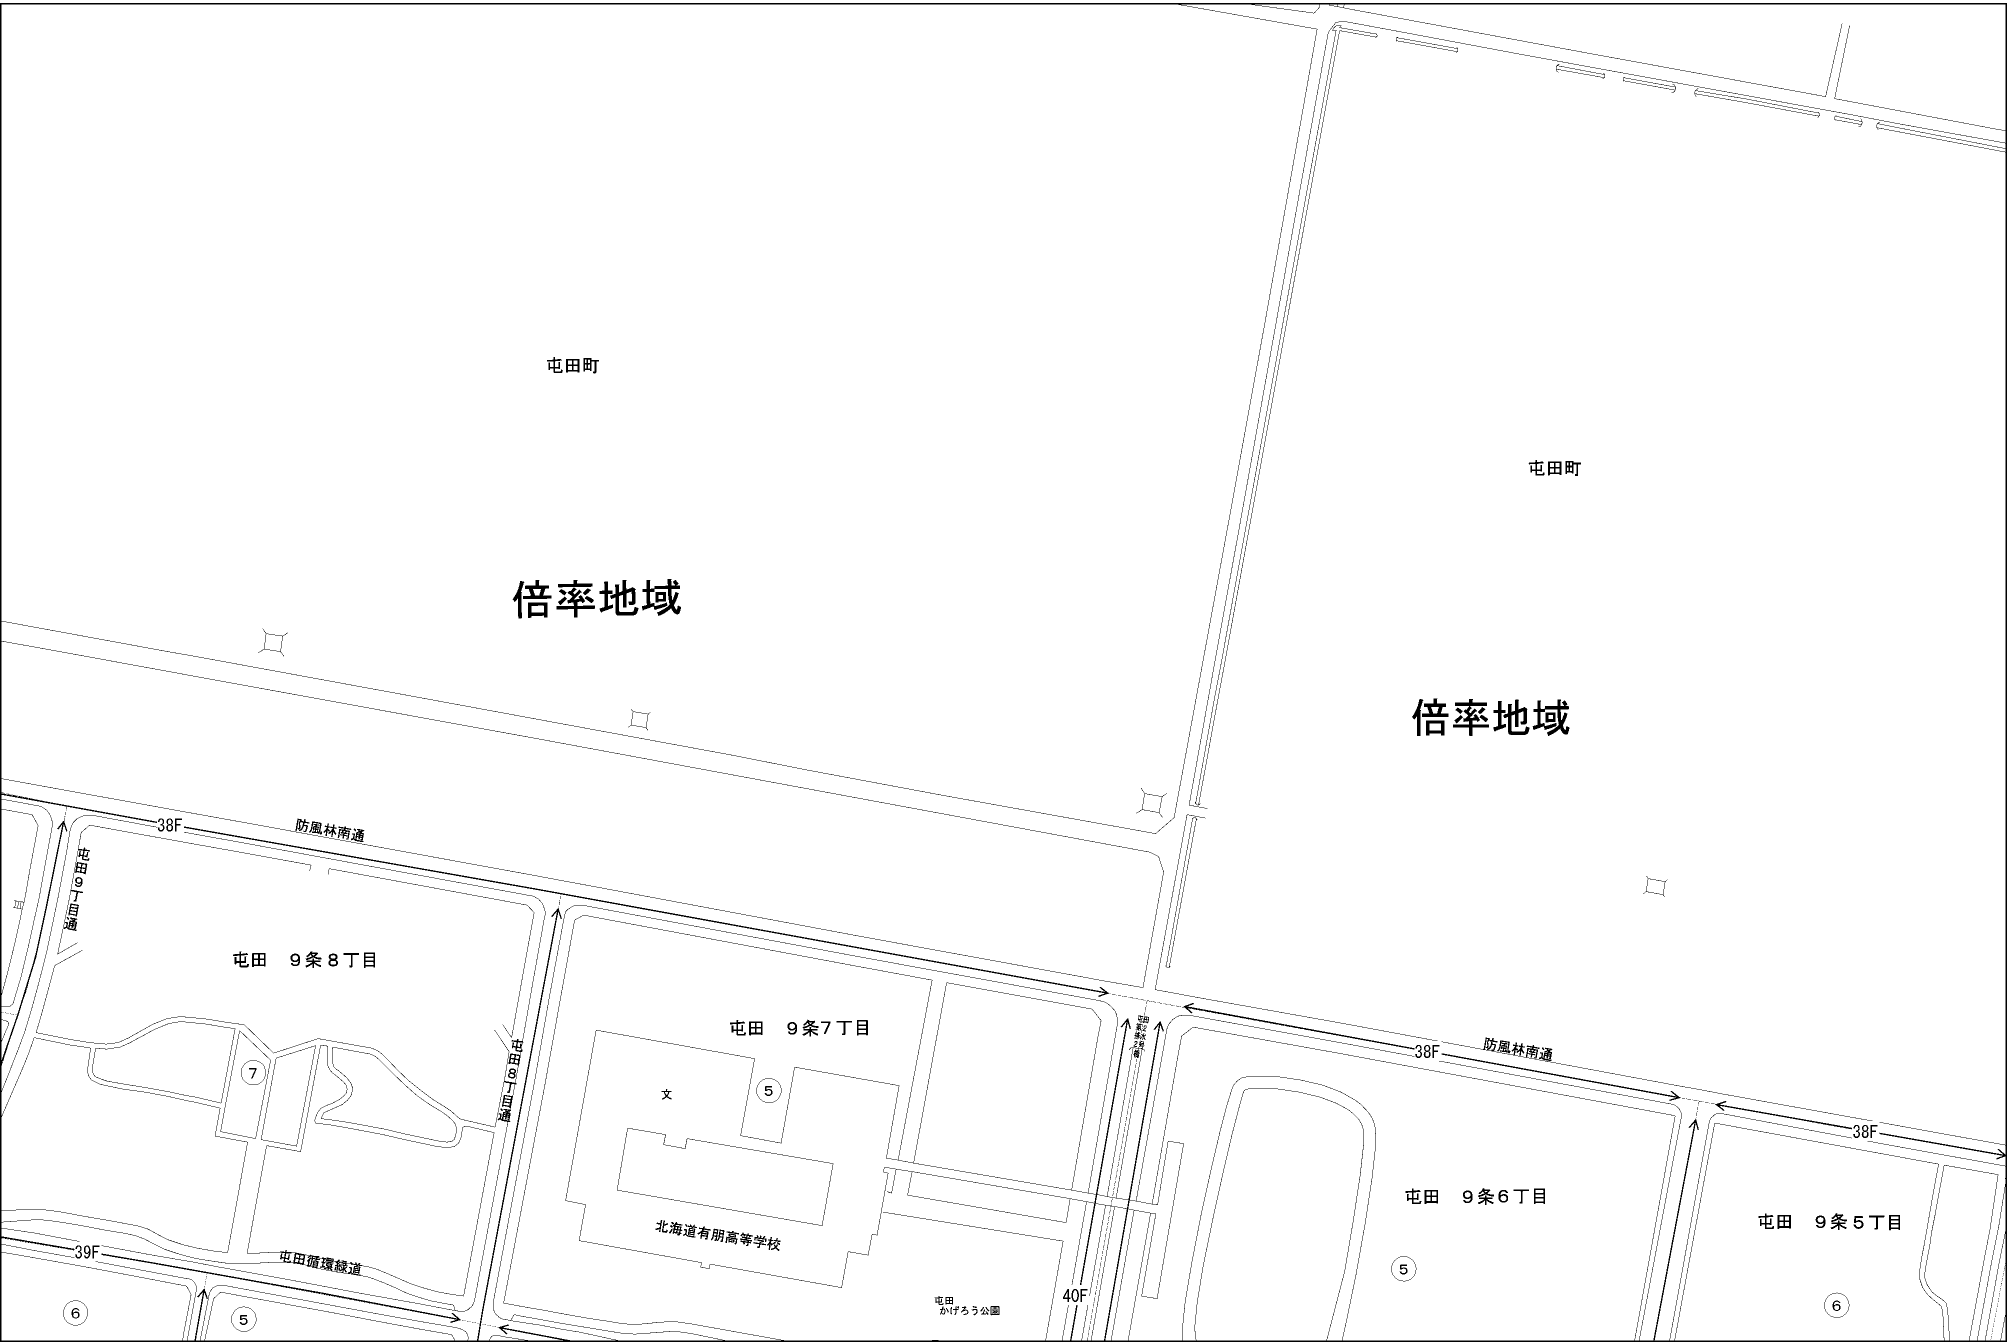 屯田町
屯田町
倍率地域
倍率地域
38F
防風林南通
屯田9丁目通
屯田　9条8丁目
屯田　9条7丁目
38F
防風林南通
屯田8丁目通
⑦
⑤
文
38F
屯田　9条6丁目
屯田　9条5丁目
北海道有朋高等学校
39F
屯田循環緑道
⑤
40F
屯田
かげろう公園
⑥
⑥
⑤